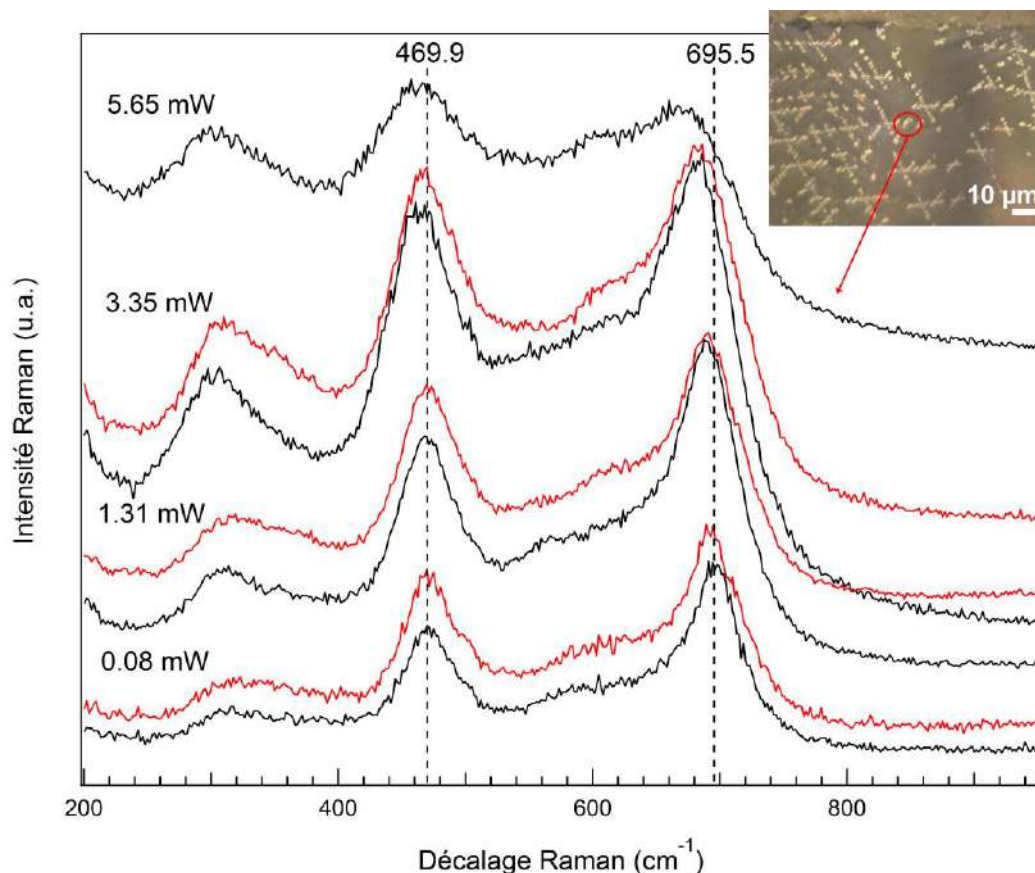 469.9
695.5
5.65 mW
10 µm
3.35 mW
1.31 mW
0.08 mW
Intensité Raman (u.a.)
200
400
600
800
Décalage Raman (cm⁻¹)